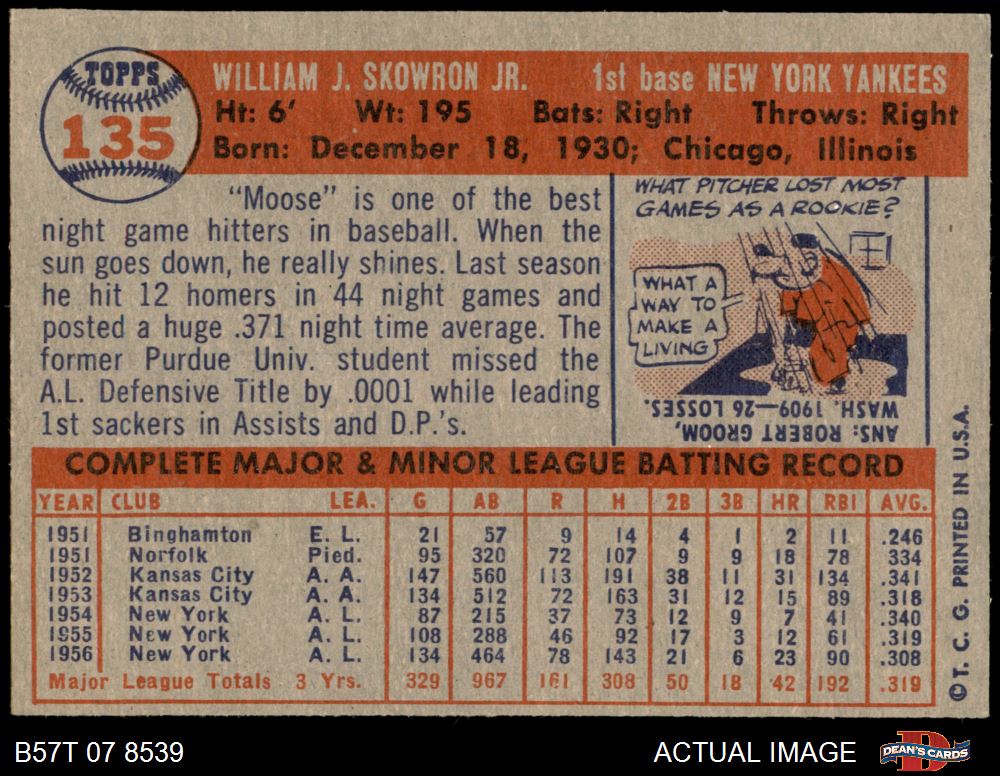 TOPPS
135
WILLIAM J. SKOWRON JR. 1st base NEW YORK YANKEES
Ht: 6' Wt: 195 Bats: Right Throws: Right
Born: December 18, 1930; Chicago, Illinois
"Moose" is one of the best
night game hitters in baseball. When the
sun goes down, he really shines. Last season
he hit 12 homers in 44 night games and
posted a huge .371 night time average. The
former Purdue Univ. student missed the
A.L. Defensive Title by .0001 while leading
1st sackers in Assists and D.P.'s.
WHAT PITCHER LOST MOST
GAMES AS A ROOKIE?
WHAT A
WAY TO
MAKE A
LIVING
ANS: ROBERT GROOM,
WASH. 1909—26 LOSSES.
COMPLETE MAJOR & MINOR LEAGUE BATTING RECORD
YEAR CLUB LEA. G AB R H 2B 3B HR RBI AVG.
1951 Binghamton E. L. 21 57 9 14 4 1 2 11 .246
1951 Norfolk Pied. 95 320 72 107 9 9 18 78 .334
1952 Kansas City A. A. 147 560 113 191 38 11 31 134 .341
1953 Kansas City A. A. 134 512 72 163 31 12 15 89 .318
1954 New York A. L. 87 215 37 73 12 9 7 41 .340
1955 New York A. L. 108 288 46 92 17 3 12 61 .319
1956 New York A. L. 134 464 78 143 21 6 23 90 .308
Major League Totals 3 Yrs. 329 967 161 308 50 18 42 192 .319
© T. C. G. PRINTED IN U.S.A.
B57T 07 8539 ACTUAL IMAGE DEAN'S CARDS